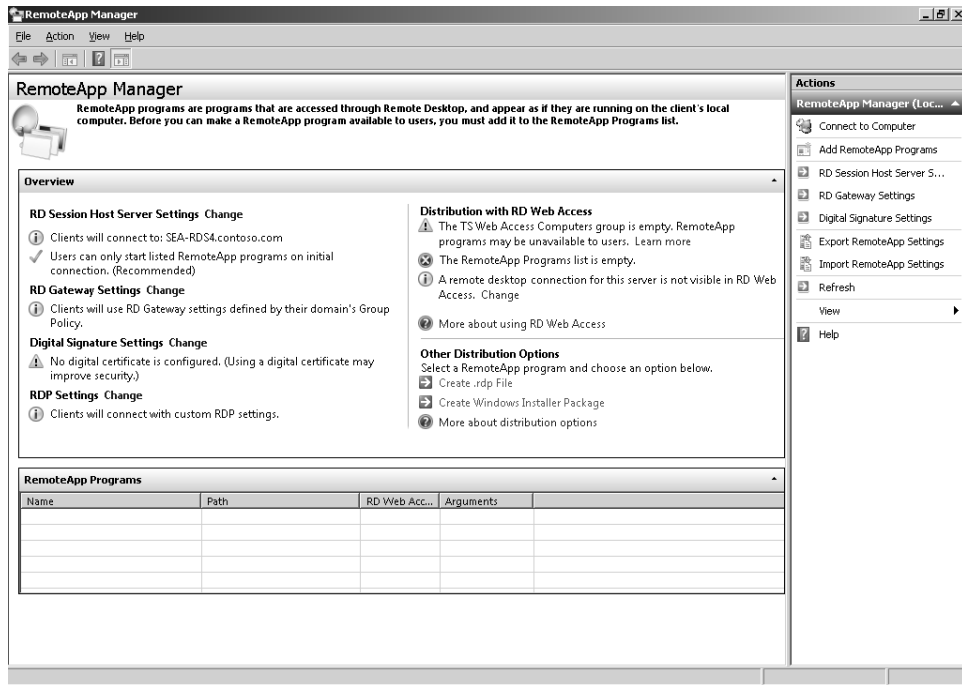 RemoteApp Manager
File Action View Help
RemoteApp Manager
RemoteApp programs are programs that are accessed through Remote Desktop, and appear as if they are running on the client's local
computer. Before you can make a RemoteApp program available to users, you must add it to the RemoteApp Programs list.
Overview
RD Session Host Server Settings Change
Clients will connect to: SEA-RDS4.contoso.com
Users can only start listed RemoteApp programs on initial
connection. (Recommended)
RD Gateway Settings Change
Clients will use RD Gateway settings defined by their domain's Group
Policy.
Digital Signature Settings Change
No digital certificate is configured. (Using a digital certificate may
improve security.)
RDP Settings Change
Clients will connect with custom RDP settings.
Distribution with RD Web Access
The TS Web Access Computers group is empty. RemoteApp
programs may be unavailable to users. Learn more
The RemoteApp Programs list is empty.
A remote desktop connection for this server is not visible in RD Web
Access. Change
More about using RD Web Access
Other Distribution Options
Select a RemoteApp program and choose an option below.
Create .rdp File
Create Windows Installer Package
More about distribution options
RemoteApp Programs
Name Path RD Web Acc... Arguments
Actions
RemoteApp Manager (Loc...
Connect to Computer
Add RemoteApp Programs
RD Session Host Server S...
RD Gateway Settings
Digital Signature Settings
Export RemoteApp Settings
Import RemoteApp Settings
Refresh
View
Help